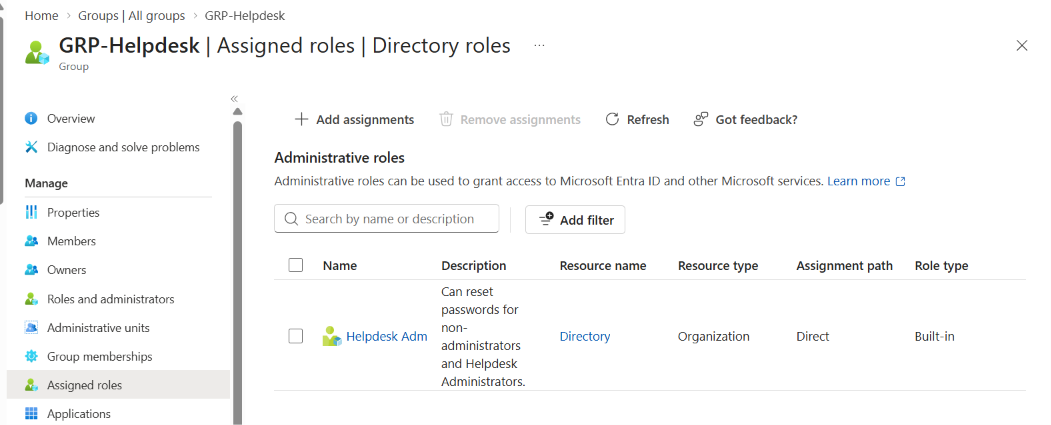 Home > Groups | All groups > GRP-Helpdesk
GRP-Helpdesk | Assigned roles | Directory roles ...
Group
Overview
Diagnose and solve problems
Manage
Properties
Members
Owners
Roles and administrators
Administrative units
Group memberships
Assigned roles
Applications
Add assignments Remove assignments Refresh Got feedback?
Administrative roles
Administrative roles can be used to grant access to Microsoft Entra ID and other Microsoft services. Learn more
Search by name or description Add filter
Name Description Resource name Resource type Assignment path Role type
Can reset
passwords for
non-
Helpdesk Adm administrators Directory Organization Direct Built-in
and Helpdesk
Administrators.